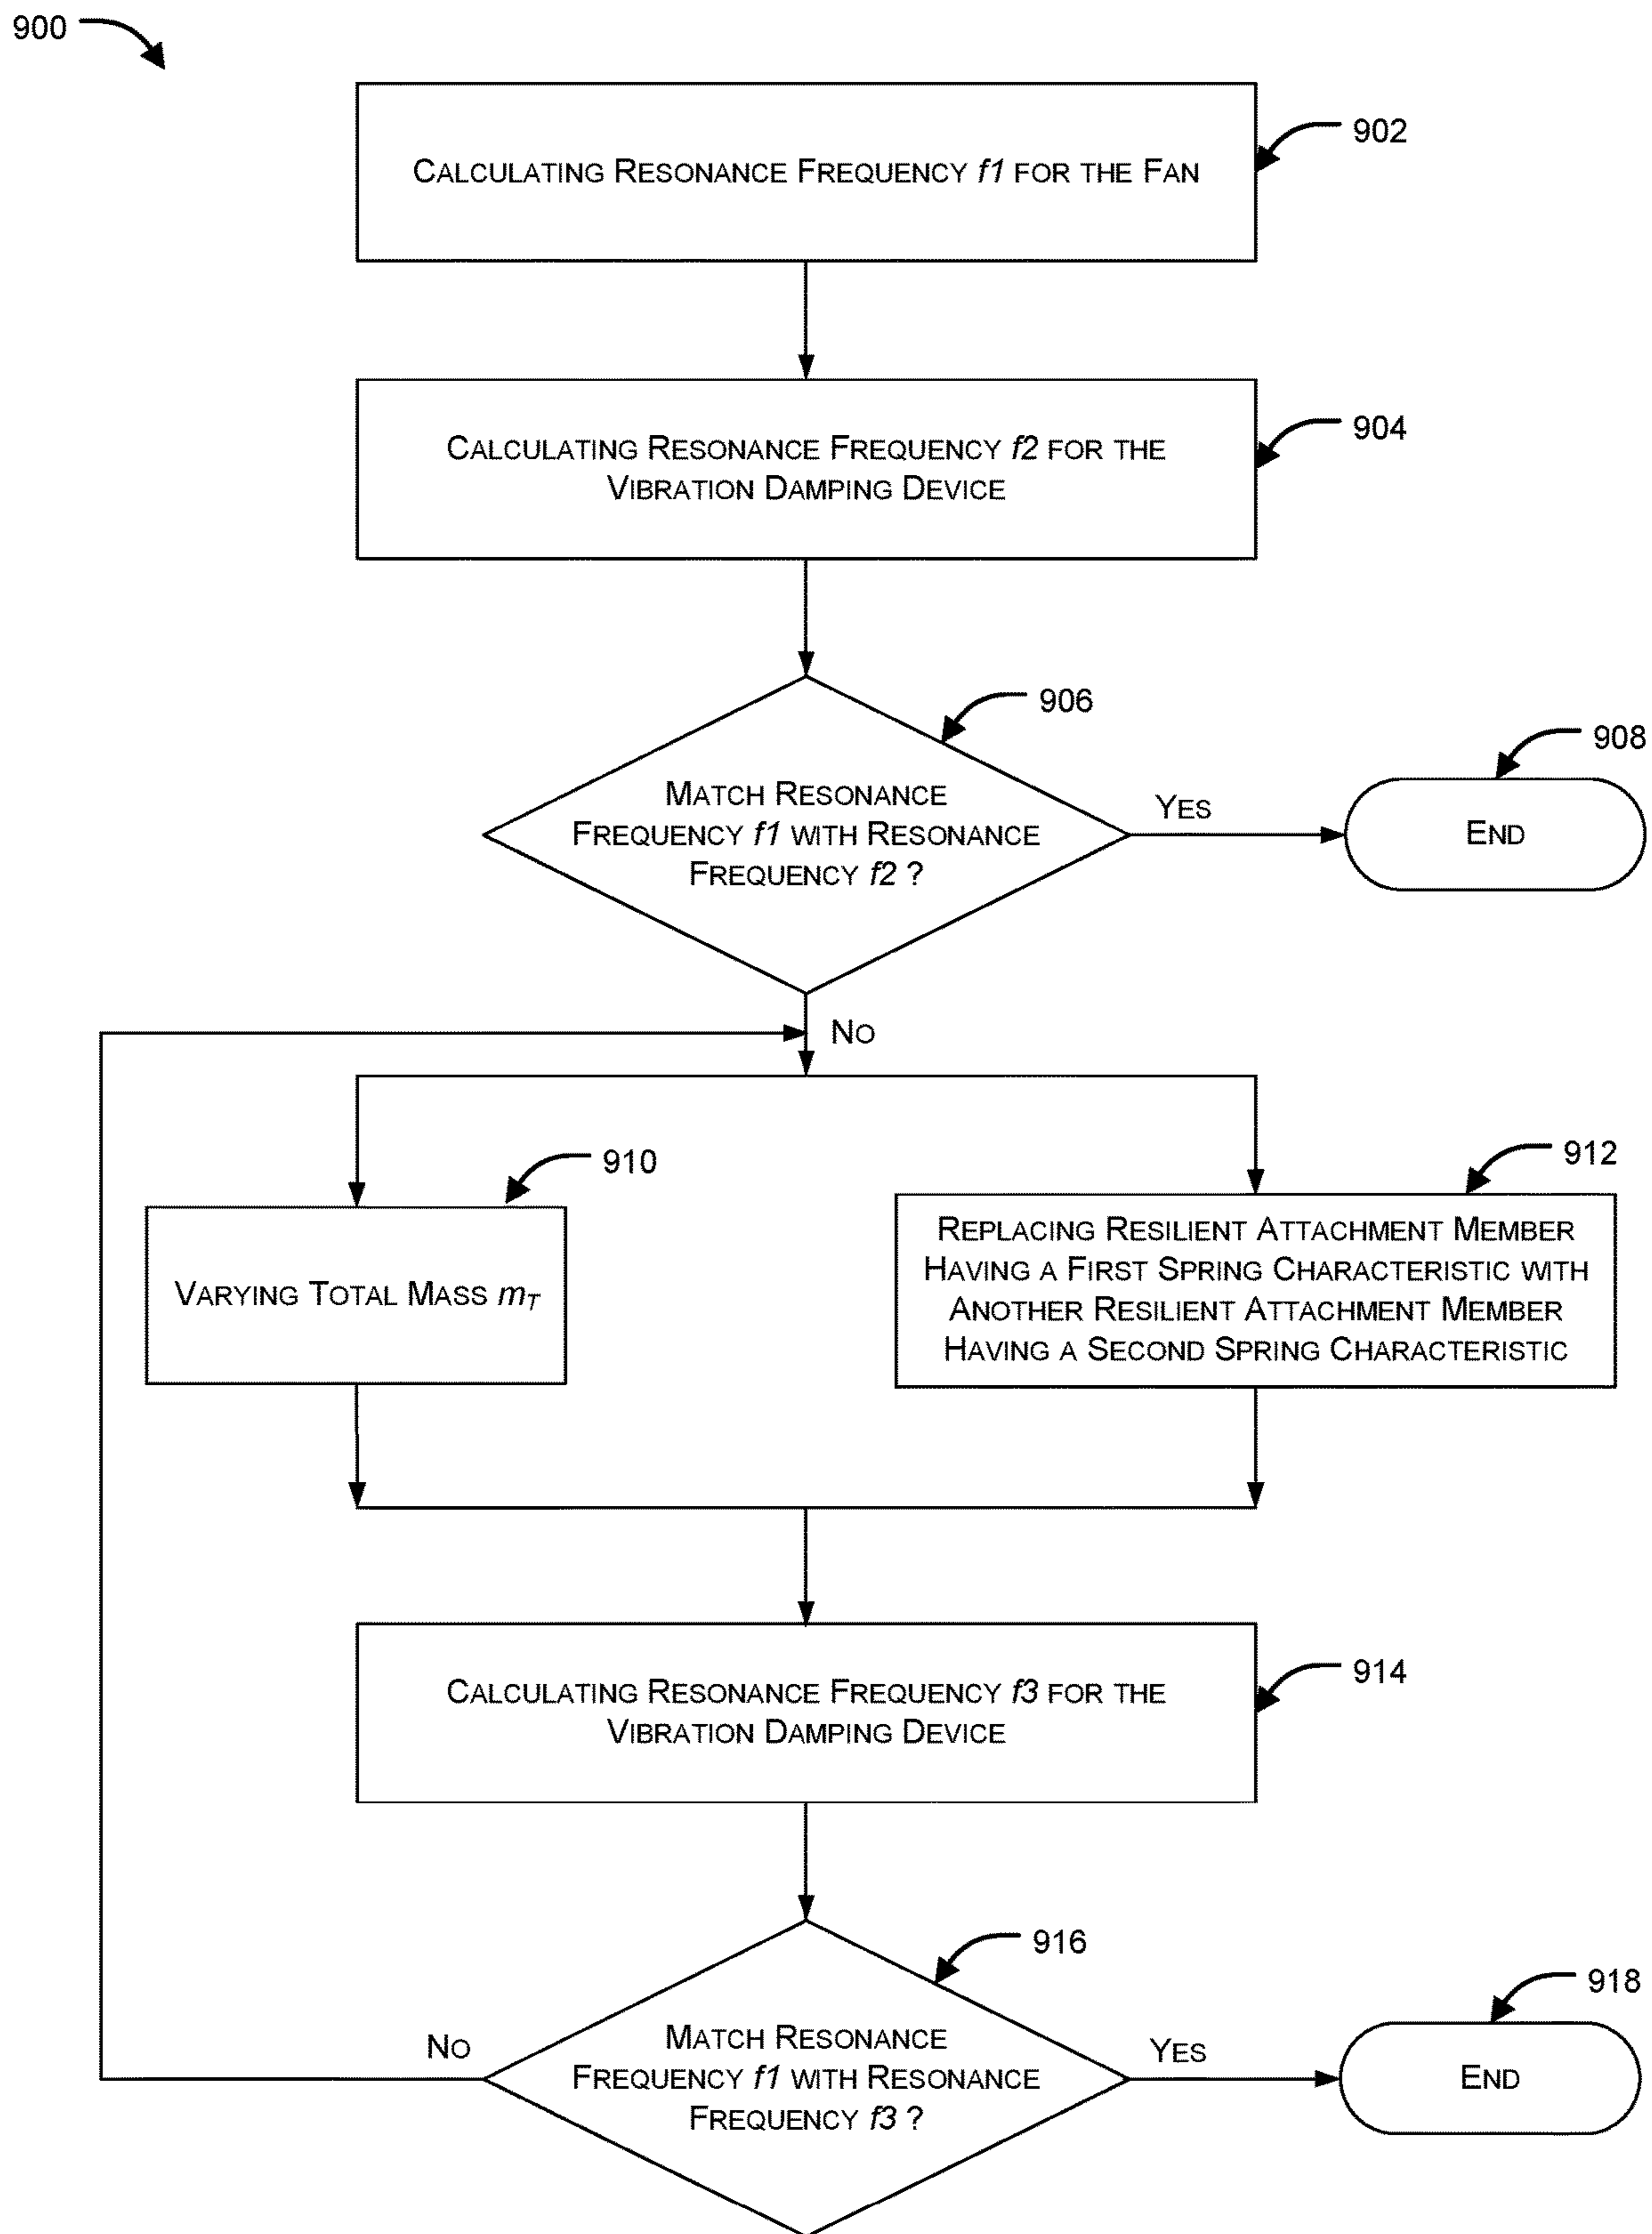 900
902
CALCULATING RESONANCE FREQUENCY f1 FOR THE FAN
904
CALCULATING RESONANCE FREQUENCY f2 FOR THE
VIBRATION DAMPING DEVICE
906
908
MATCH RESONANCE
FREQUENCY f1 WITH RESONANCE
FREQUENCY f2 ?
YES
END
NO
910
912
VARYING TOTAL MASS mT
REPLACING RESILIENT ATTACHMENT MEMBER
HAVING A FIRST SPRING CHARACTERISTIC WITH
ANOTHER RESILIENT ATTACHMENT MEMBER
HAVING A SECOND SPRING CHARACTERISTIC
914
CALCULATING RESONANCE FREQUENCY f3 FOR THE
VIBRATION DAMPING DEVICE
916
918
NO
MATCH RESONANCE
FREQUENCY f1 WITH RESONANCE
FREQUENCY f3 ?
YES
END